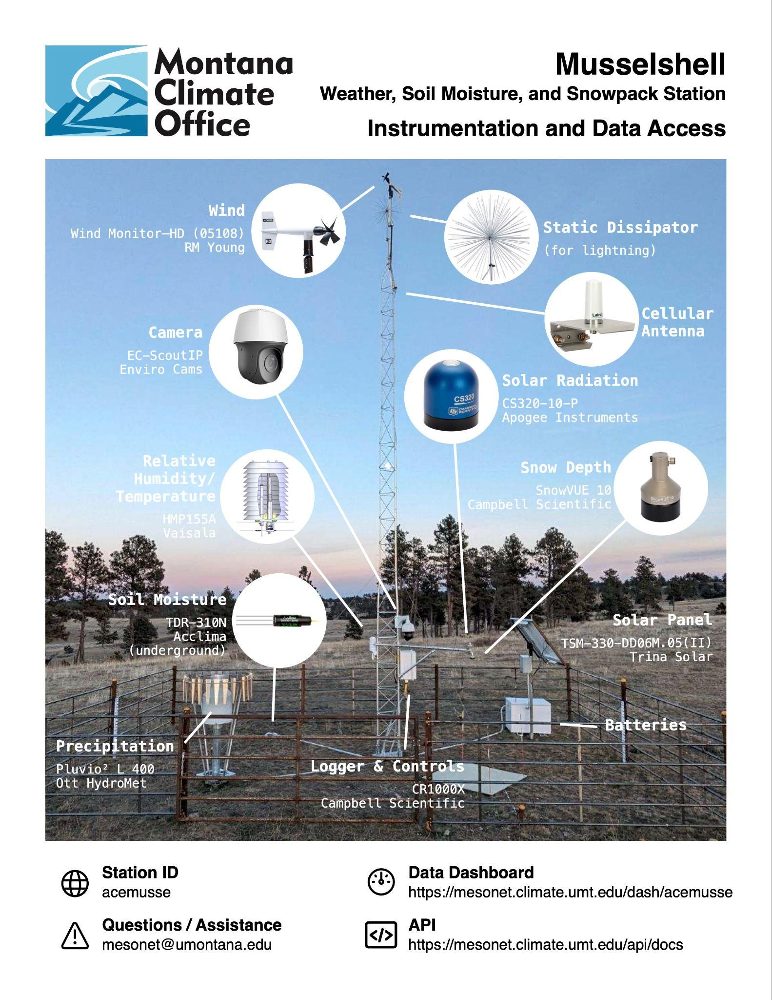 Montana
Climate
Office
Musselshell
Weather, Soil Moisture, and Snowpack Station
Instrumentation and Data Access
Wind
Wind Monitor–HD (05108)
RM Young
YOUNG
HD
Static Dissipator
(for lightning)
Laird
Cellular
Antenna
Camera
EC–ScoutIP
Enviro Cams
CS320
CAMPBELL
SCIENTIFIC
Solar Radiation
CS320–10–P
Apogee Instruments
Relative
Humidity/
Temperature
HMP155A
Vaisala
Snow Depth
SnowVUE 10
Campbell Scientific
SnowVUE 10
Soil Moisture
TDR–310N
Acclima
(underground)
Acclima
TDR-310N
Solar Panel
TSM–330–DD06M.05(II)
Trina Solar
Batteries
Precipitation
Pluvio² L 400
Ott HydroMet
Logger & Controls
CR1000X
Campbell Scientific
Station ID
acemusse
Data Dashboard
https://mesonet.climate.umt.edu/dash/acemusse
Questions / Assistance
mesonet@umontana.edu
</>
API
https://mesonet.climate.umt.edu/api/docs